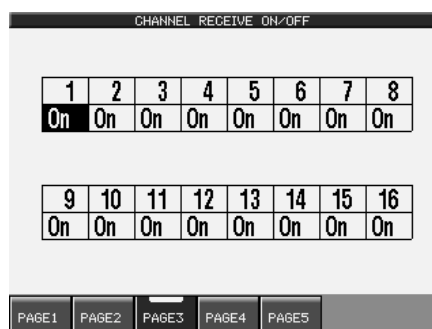 CHANNEL RECEIVE ON/OFF
1 2 3 4 5 6 7 8
On On On On On On On On
9 10 11 12 13 14 15 16
On On On On On On On On
PAGE1 PAGE2 PAGE3 PAGE4 PAGE5